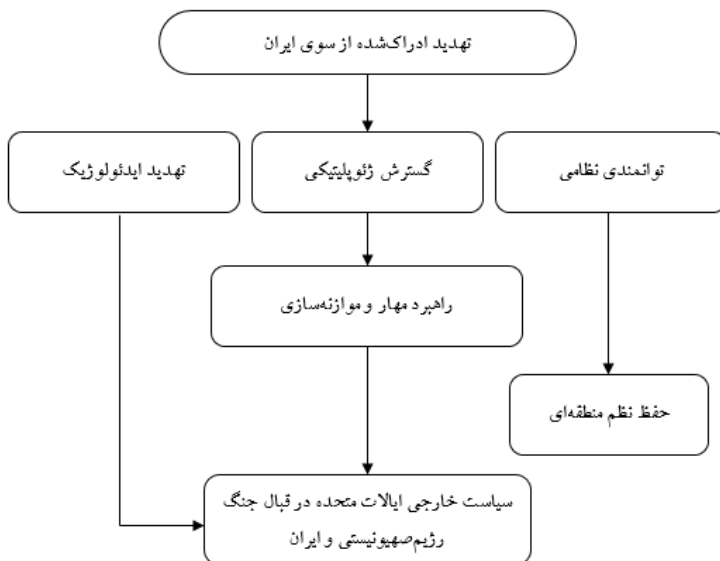 تهدید ادراک‌شده از سوی ایران
توانمندی نظامی
گسترش ژئوپلیتیکی
تهدید ایدئولوژیک
راهبرد مهار و موازنه‌سازی
حفظ نظم منطقه‌ای
سیاست خارجی ایالات متحده در قبال جنگ
رژیم‌صهیونیستی و ایران